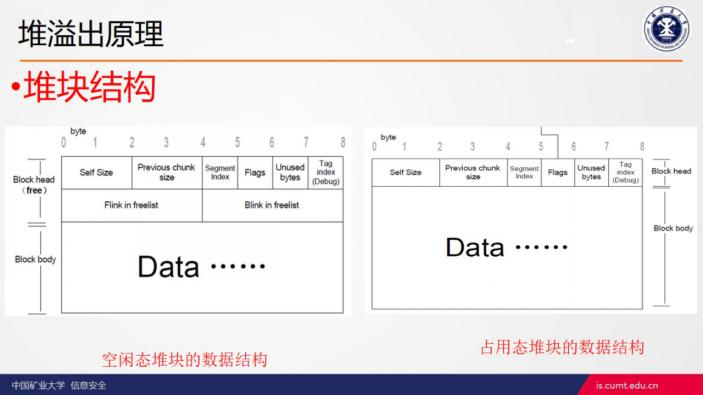 堆溢出原理
•堆块结构
byte
0 1 2 3 4 5 6 7 8
Block head
（free）
Self Size
Previous chunk
size
Segment
Index
Flags
Unused
bytes
Tag
index
(Debug)
Flink in freelist
Blink in freelist
Block body
Data ······
空闲态堆块的数据结构
byte
0 1 2 3 4 5 6 7 8
Self Size
Previous chunk
size
Segment
Index
Flags
Unused
bytes
Tag
index
(Debug)
Block head
Data ······
Block body
占用态堆块的数据结构
中国矿业大学 信息安全
is.cumt.edu.cn